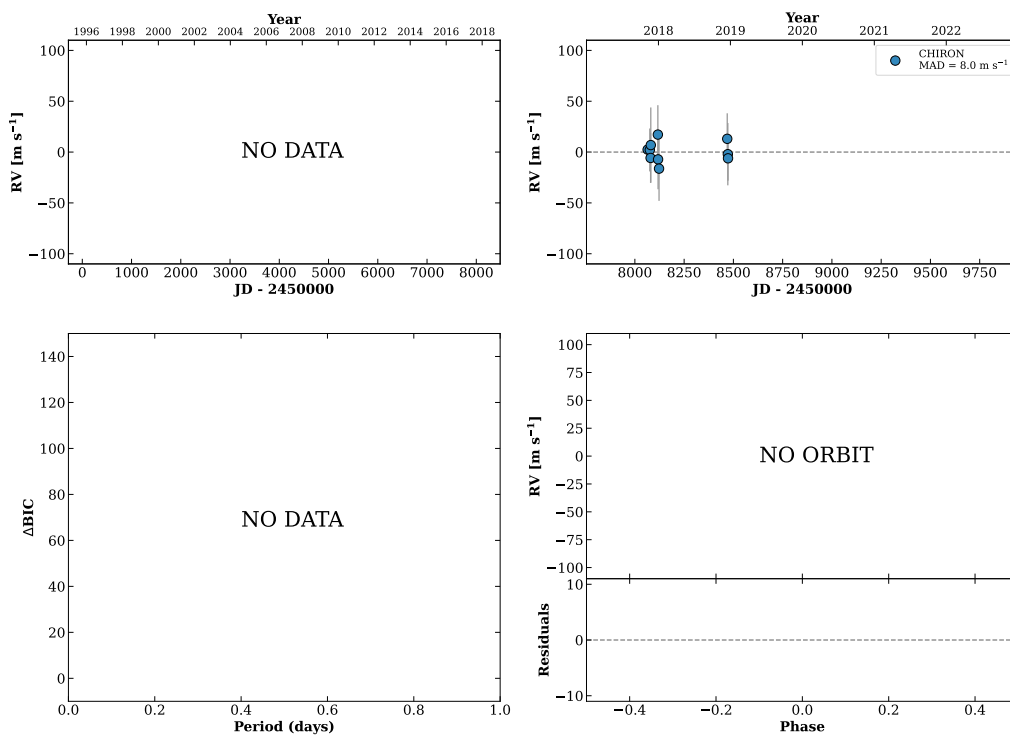 Year
1996 1998 2000 2002 2004 2006 2008 2010 2012 2014 2016 2018
100
50
0
−50
−100
RV [m s⁻¹]
NO DATA
0 1000 2000 3000 4000 5000 6000 7000 8000
JD - 2450000
Year
2018 2019 2020 2021 2022
CHIRON
MAD = 8.0 m s⁻¹
100
50
0
−50
−100
RV [m s⁻¹]
8000 8250 8500 8750 9000 9250 9500 9750
JD - 2450000
140
120
100
80
60
40
20
0
ΔBIC
NO DATA
0.0 0.2 0.4 0.6 0.8 1.0
Period (days)
100
75
50
25
0
−25
−50
−75
−100
RV [m s⁻¹]
NO ORBIT
10
0
−10
Residuals
−0.4 −0.2 0.0 0.2 0.4
Phase